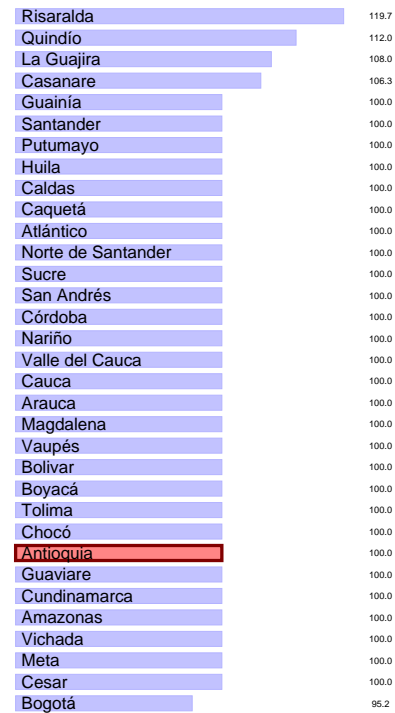 Risaralda 119.7
Quindío 112.0
La Guajira 108.0
Casanare 106.3
Guainía 100.0
Santander 100.0
Putumayo 100.0
Huila 100.0
Caldas 100.0
Caquetá 100.0
Atlántico 100.0
Norte de Santander 100.0
Sucre 100.0
San Andrés 100.0
Córdoba 100.0
Nariño 100.0
Valle del Cauca 100.0
Cauca 100.0
Arauca 100.0
Magdalena 100.0
Vaupés 100.0
Bolivar 100.0
Boyacá 100.0
Tolima 100.0
Chocó 100.0
Antioquia 100.0
Guaviare 100.0
Cundinamarca 100.0
Amazonas 100.0
Vichada 100.0
Meta 100.0
Cesar 100.0
Bogotá 95.2